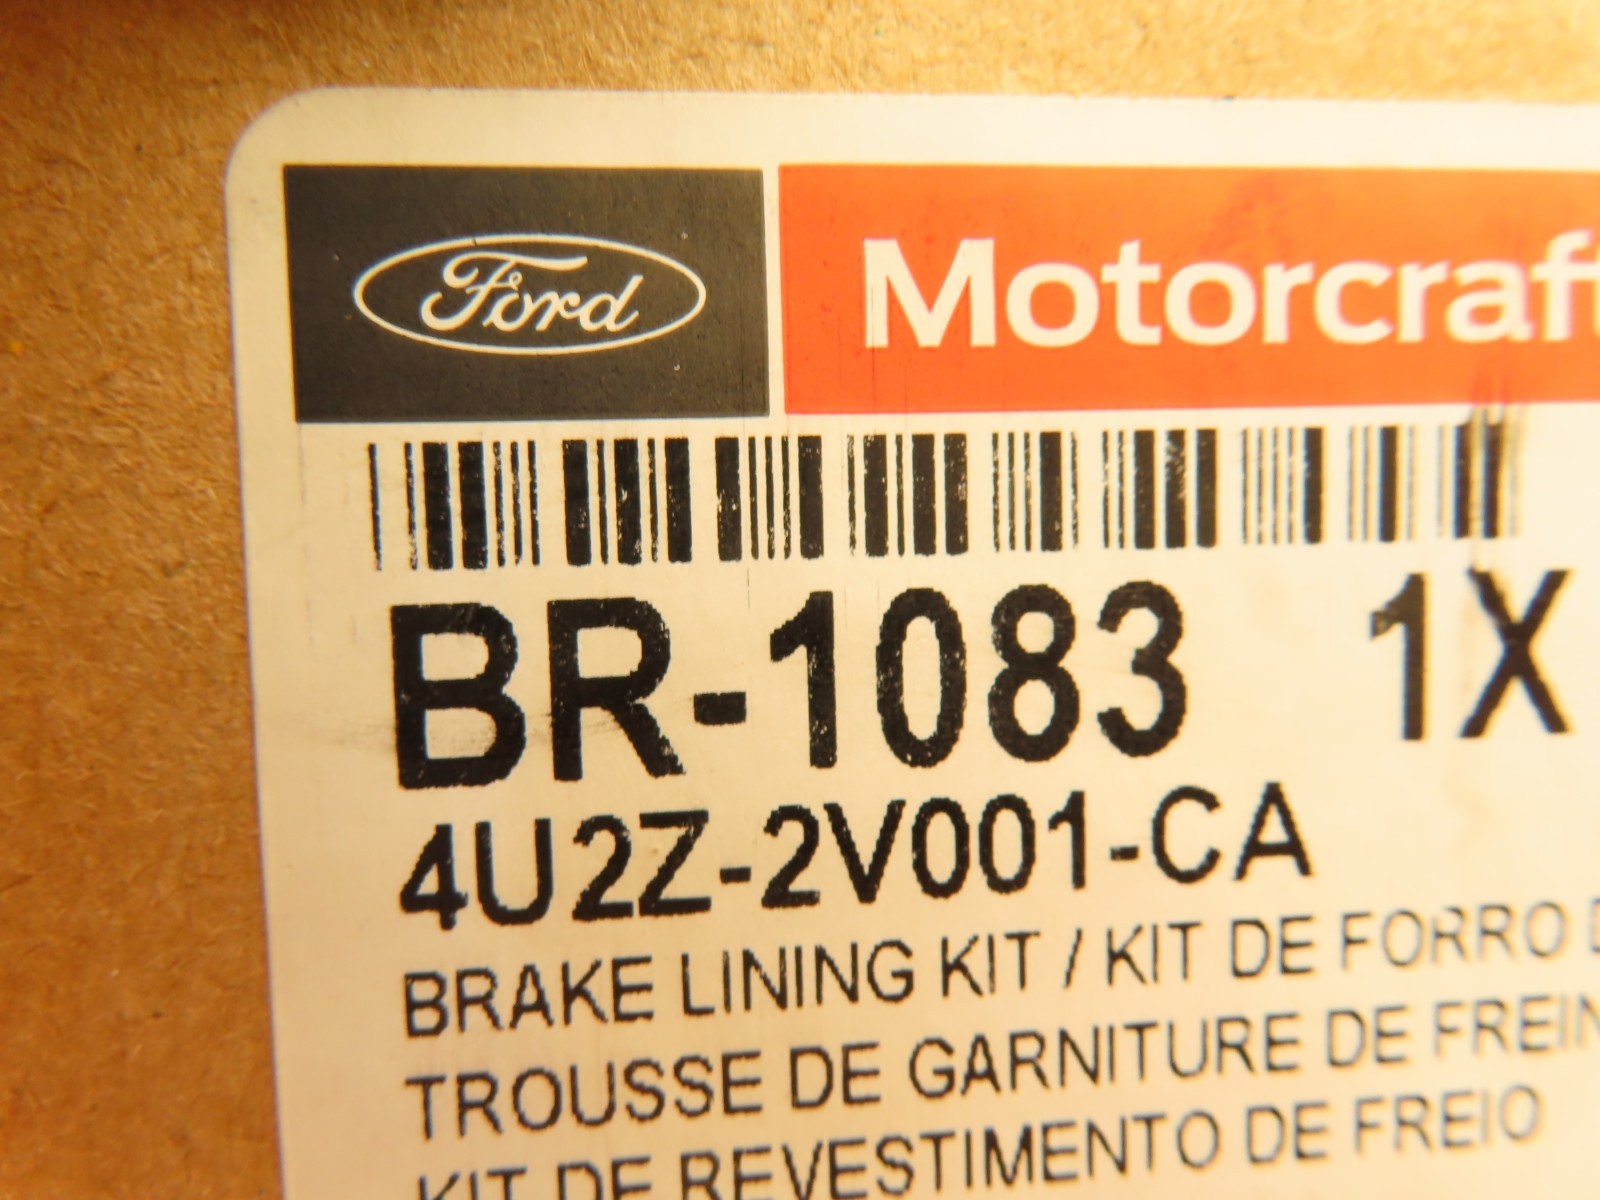 Ford Motorcraft
BR-1083 1X
4U2Z-2V001-CA
BRAKE LINING KIT / KIT DE FORRO D
TROUSSE DE GARNITURE DE FREIN
KIT DE REVESTIMENTO DE FREIO